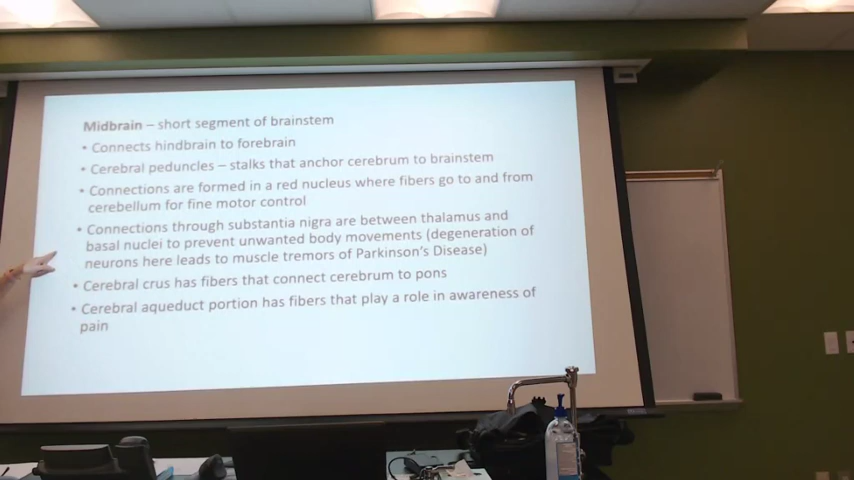 Midbrain – short segment of brainstem
• Connects hindbrain to forebrain
• Cerebral peduncles – stalks that anchor cerebrum to brainstem
• Connections are formed in a red nucleus where fibers go to and from
cerebellum for fine motor control
• Connections through substantia nigra are between thalamus and
basal nuclei to prevent unwanted body movements (degeneration of
neurons here leads to muscle tremors of Parkinson's Disease)
• Cerebral crus has fibers that connect cerebrum to pons
• Cerebral aqueduct portion has fibers that play a role in awareness of
pain